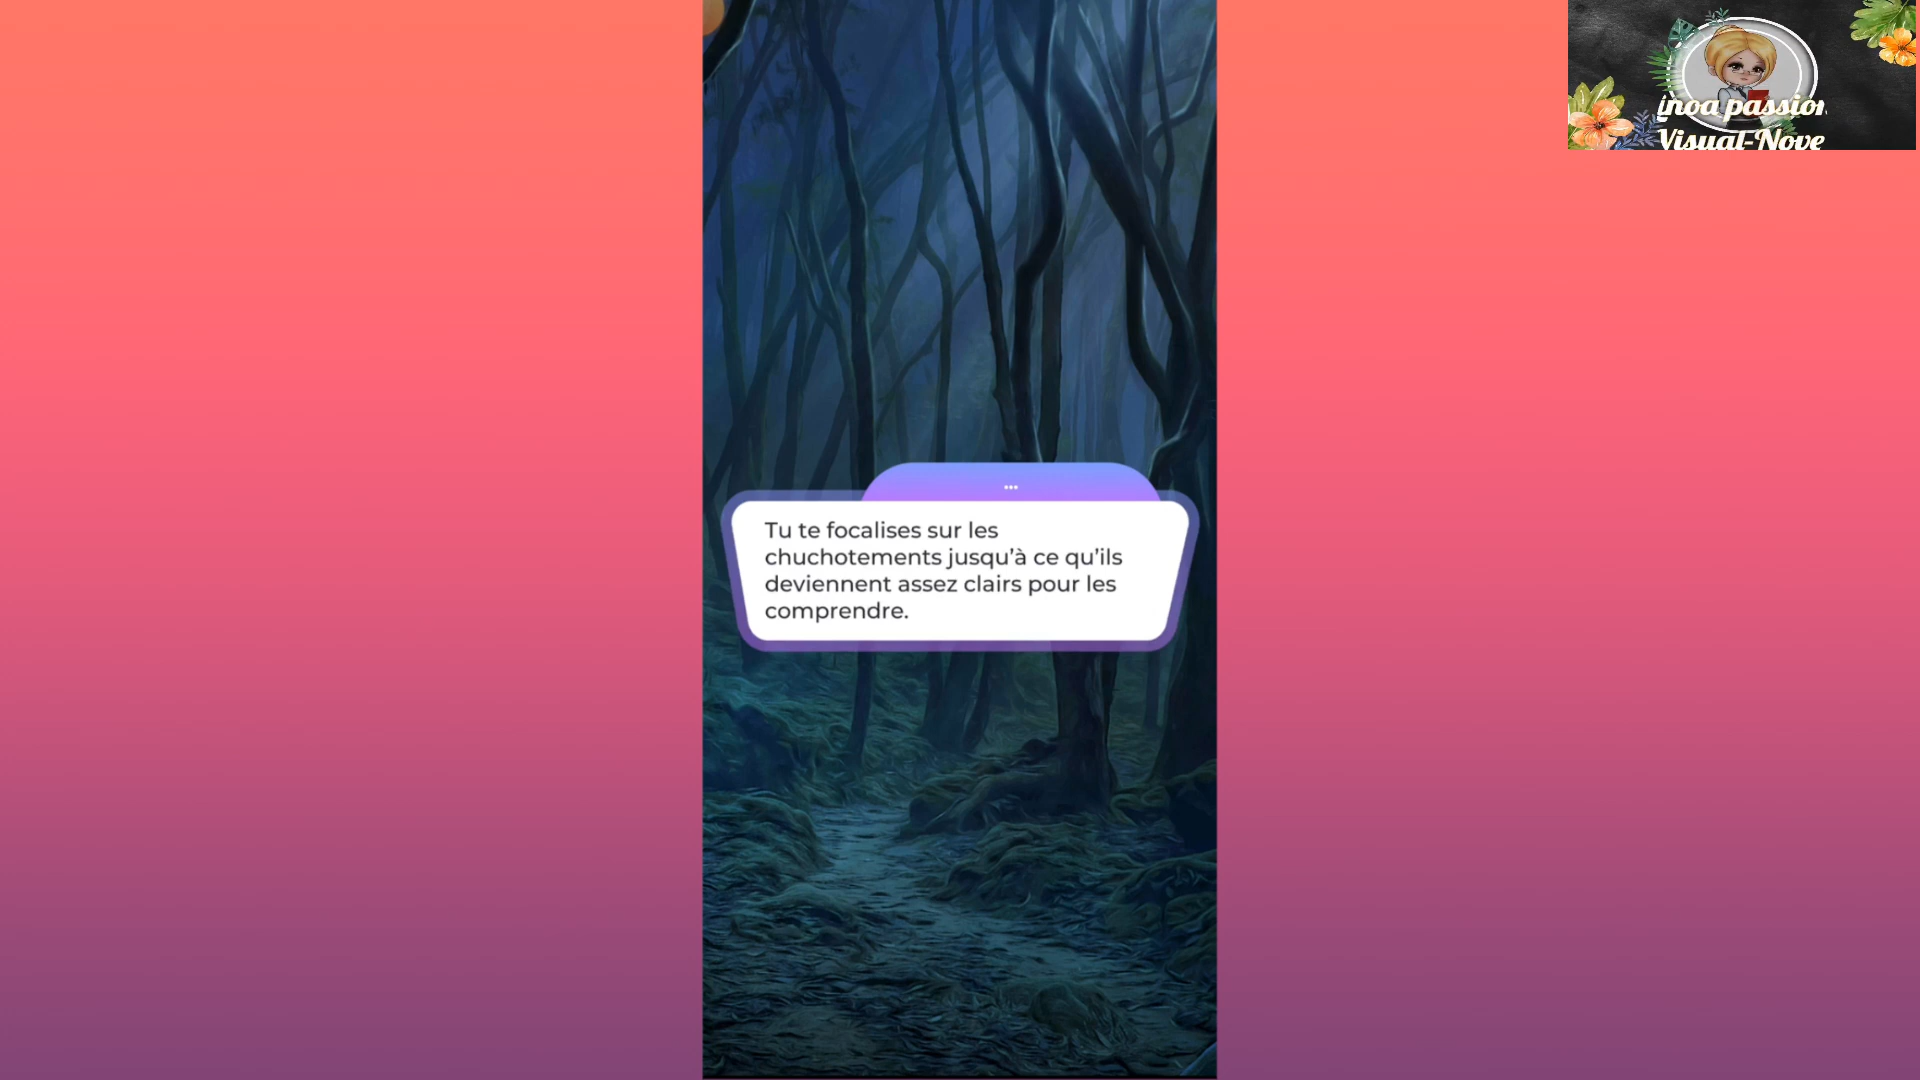 inoa passion
Visual-Nove
...
Tu te focalises sur les
chuchotements jusqu'à ce qu'ils
deviennent assez clairs pour les
comprendre.